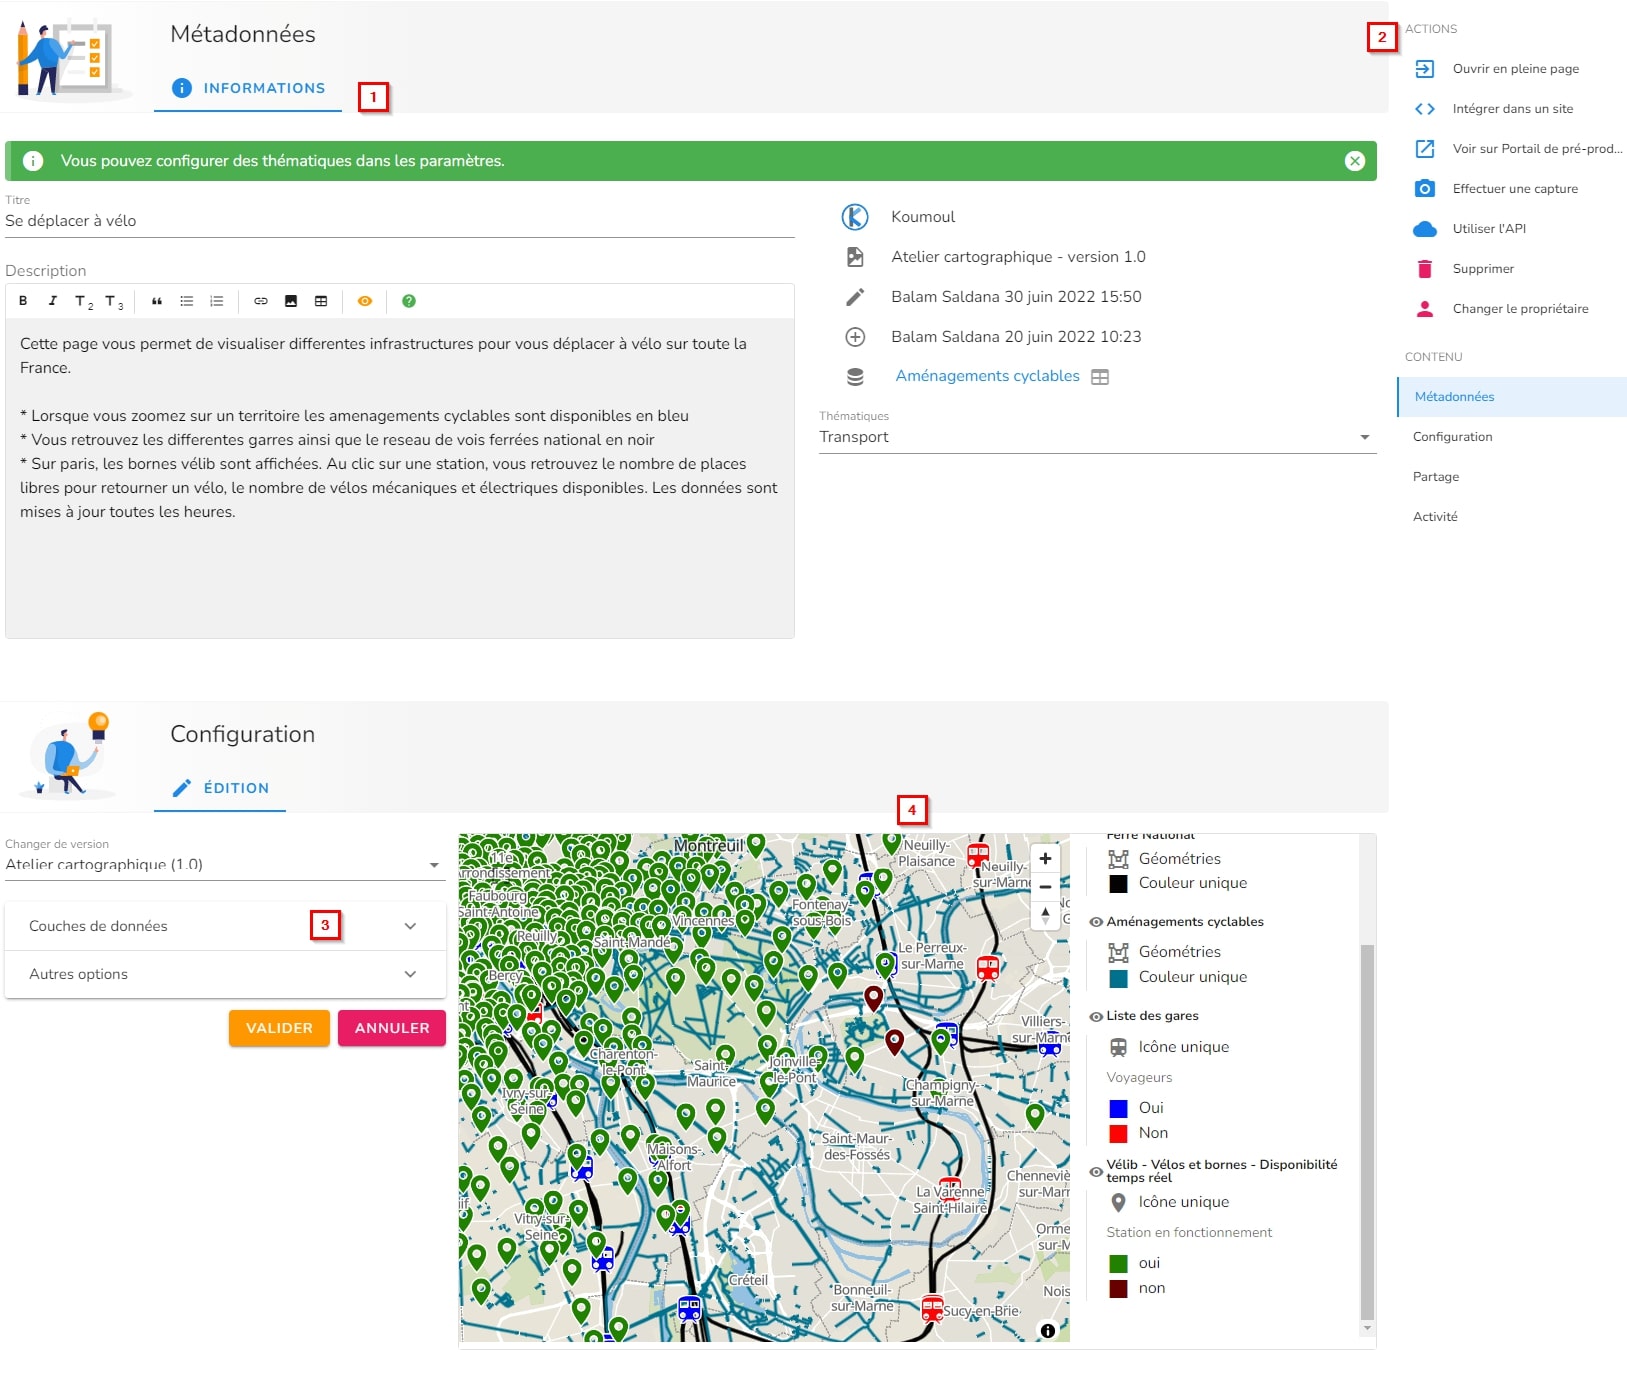 Métadonnées
INFORMATIONS
1
Vous pouvez configurer des thématiques dans les paramètres.
Titre
Se déplacer à vélo
Description
B I T2 T3
Cette page vous permet de visualiser differentes infrastructures pour vous déplacer à vélo sur toute la
France.
* Lorsque vous zoomez sur un territoire les amenagements cyclables sont disponibles en bleu
* Vous retrouvez les differentes garres ainsi que le reseau de vois ferrées national en noir
* Sur paris, les bornes vélib sont affichées. Au clic sur une station, vous retrouvez le nombre de places
libres pour retourner un vélo, le nombre de vélos mécaniques et électriques disponibles. Les données sont
mises à jour toutes les heures.
Koumoul
Atelier cartographique - version 1.0
Balam Saldana 30 juin 2022 15:50
Balam Saldana 20 juin 2022 10:23
Aménagements cyclables
Thématiques
Transport
2
ACTIONS
Ouvrir en pleine page
Intégrer dans un site
Voir sur Portail de pré-prod...
Effectuer une capture
Utiliser l'API
Supprimer
Changer le propriétaire
CONTENU
Métadonnées
Configuration
Partage
Activité
Configuration
ÉDITION
Changer de version
Atelier cartographique (1.0)
Couches de données
3
Autres options
VALIDER
ANNULER
4
Montreuil
11e
rrondissement
Faubourg
Saint-Antoine
Reuilly
Bercy
Saint-Mandé
Vincennes
Fontenay-
sous-Bois
Neuilly-
Plaisance
Neuilly-
sur-Marne
Le Perreux-
sur-Marne
Villiers-
sur-Marne
Charenton-
le-Pont
Saint-
Maurice
Joinville-
le-Pont
Champigny-
sur-Marne
Ivry-sur-
Seine
Maisons-
Alfort
Saint-Maur-
des-Fossés
Chenneviè
sur-Marn
La Varenne
Saint-Hilaire
Vitry-sur-
Seine
Orme
sur-M
Créteil
Bonneuil-
sur-Marne
Nois
Sucy-en-Brie
Ferré National
Géométries
Couleur unique
Aménagements cyclables
Géométries
Couleur unique
Liste des gares
Icône unique
Voyageurs
Oui
Non
Vélib - Vélos et bornes - Disponibilité
temps réel
Icône unique
Station en fonctionnement
oui
non